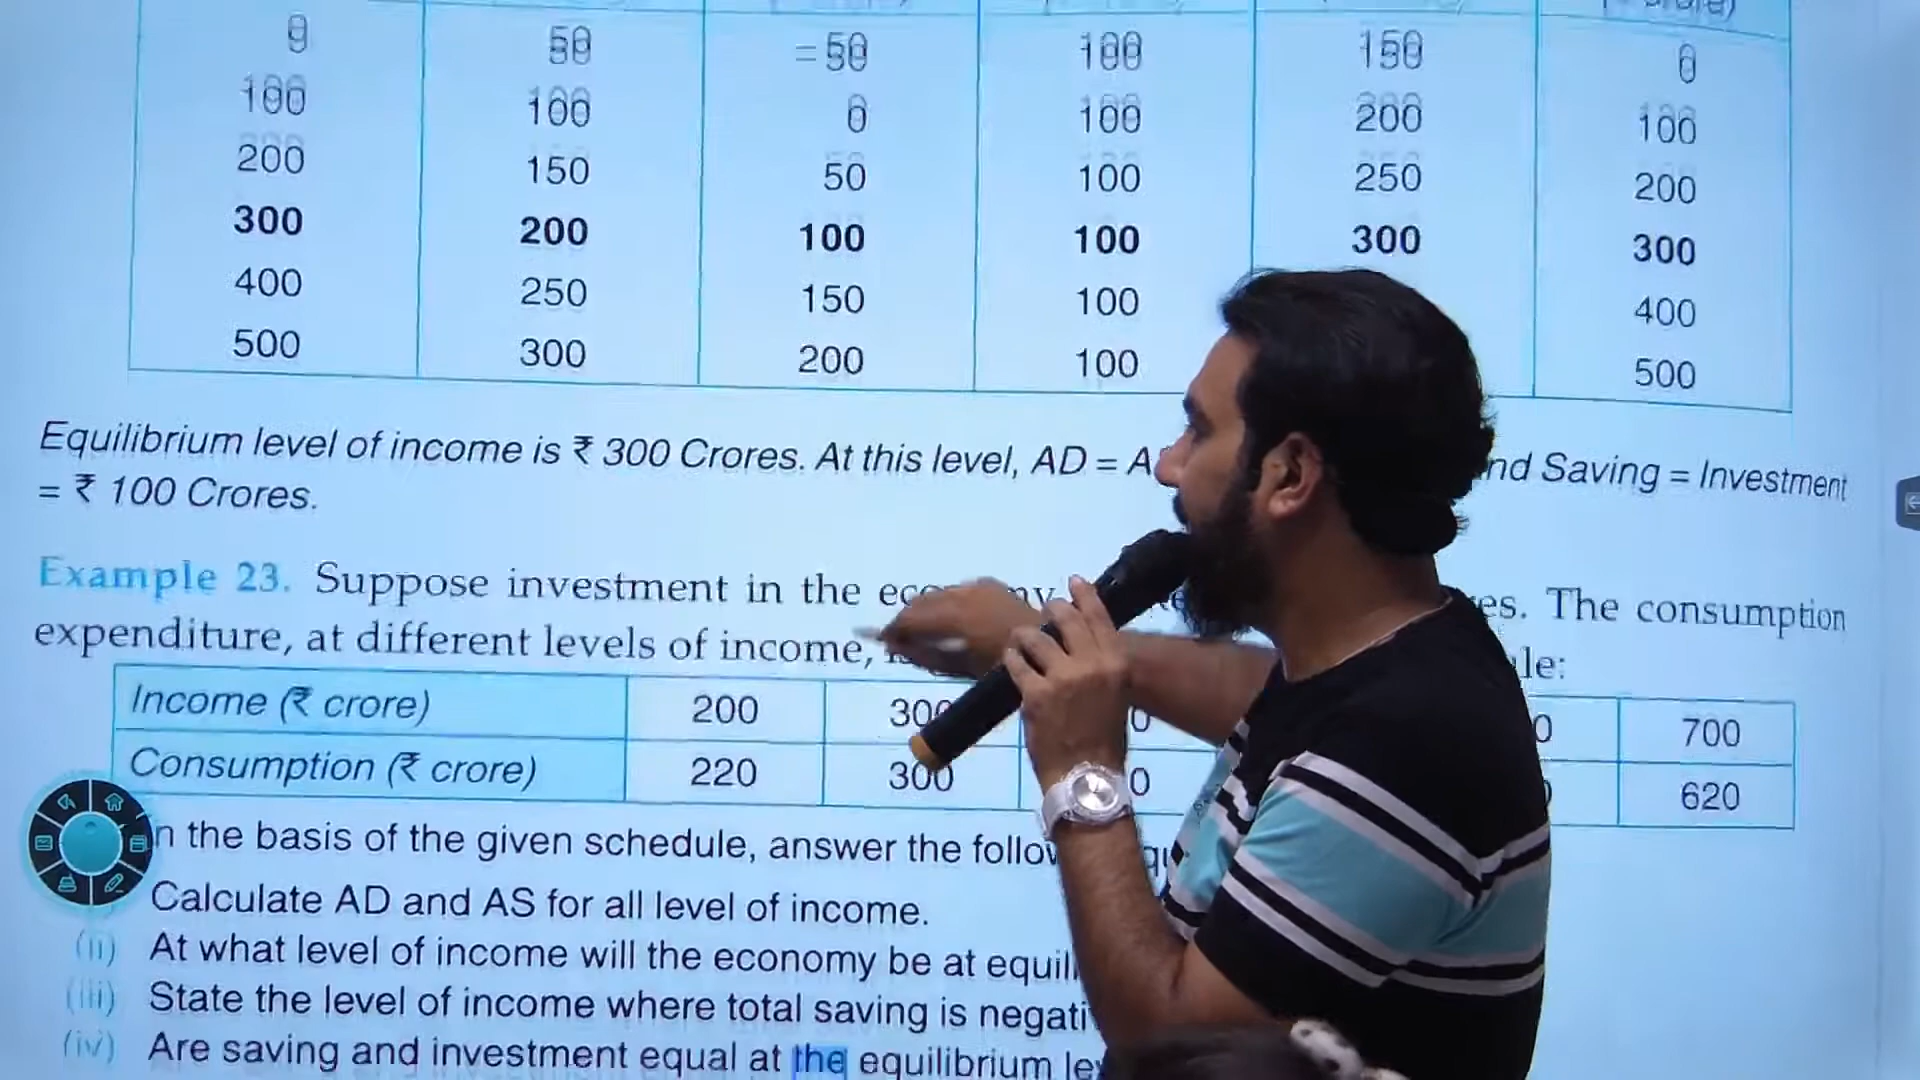 0 50 = 50 100 150 0
100 100 0 100 200 100
200 150 50 100 250 200
300 200 100 100 300 300
400 250 150 100 400
500 300 200 100 500
Equilibrium level of income is ₹ 300 Crores. At this level, AD = A nd Saving = Investment
= ₹ 100 Crores.
Example 23. Suppose investment in the es. The consumption
expenditure, at different levels of income, le:
Income (₹ crore) 200 300 0 0 700
Consumption (₹ crore) 220 300 0 620
n the basis of the given schedule, answer the follow
Calculate AD and AS for all level of income.
(ii) At what level of income will the economy be at equil
(iii) State the level of income where total saving is negati
(iv) Are saving and investment equal at the equilibrium le